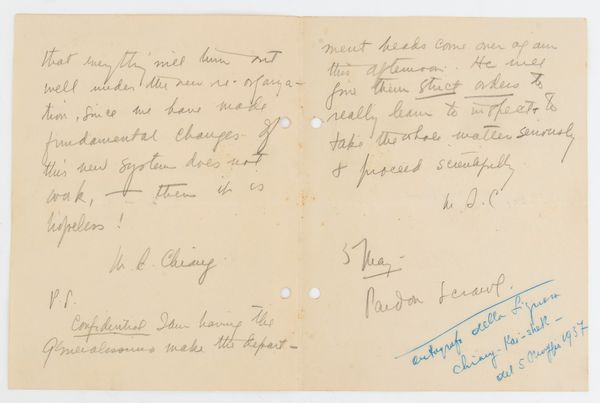 that everything will turn out
well under the new re-organiza-
tion, since we have made
fundamental changes. If
this new system does not
work, — then it is
hopeless!
M. S. Chiang.
P.S.
Confidential I am having the
Generalissimo make the depart-
ment heads come over again
this afternoon. He will
give them strict orders to
really learn to inspect & to
take the whole matter seriously
& proceed scientifically
M. S. C
5 May-
Pardon scrawl.
autografo della Signora
Chiang-Kai-shek -
del 5 Maggio 1937